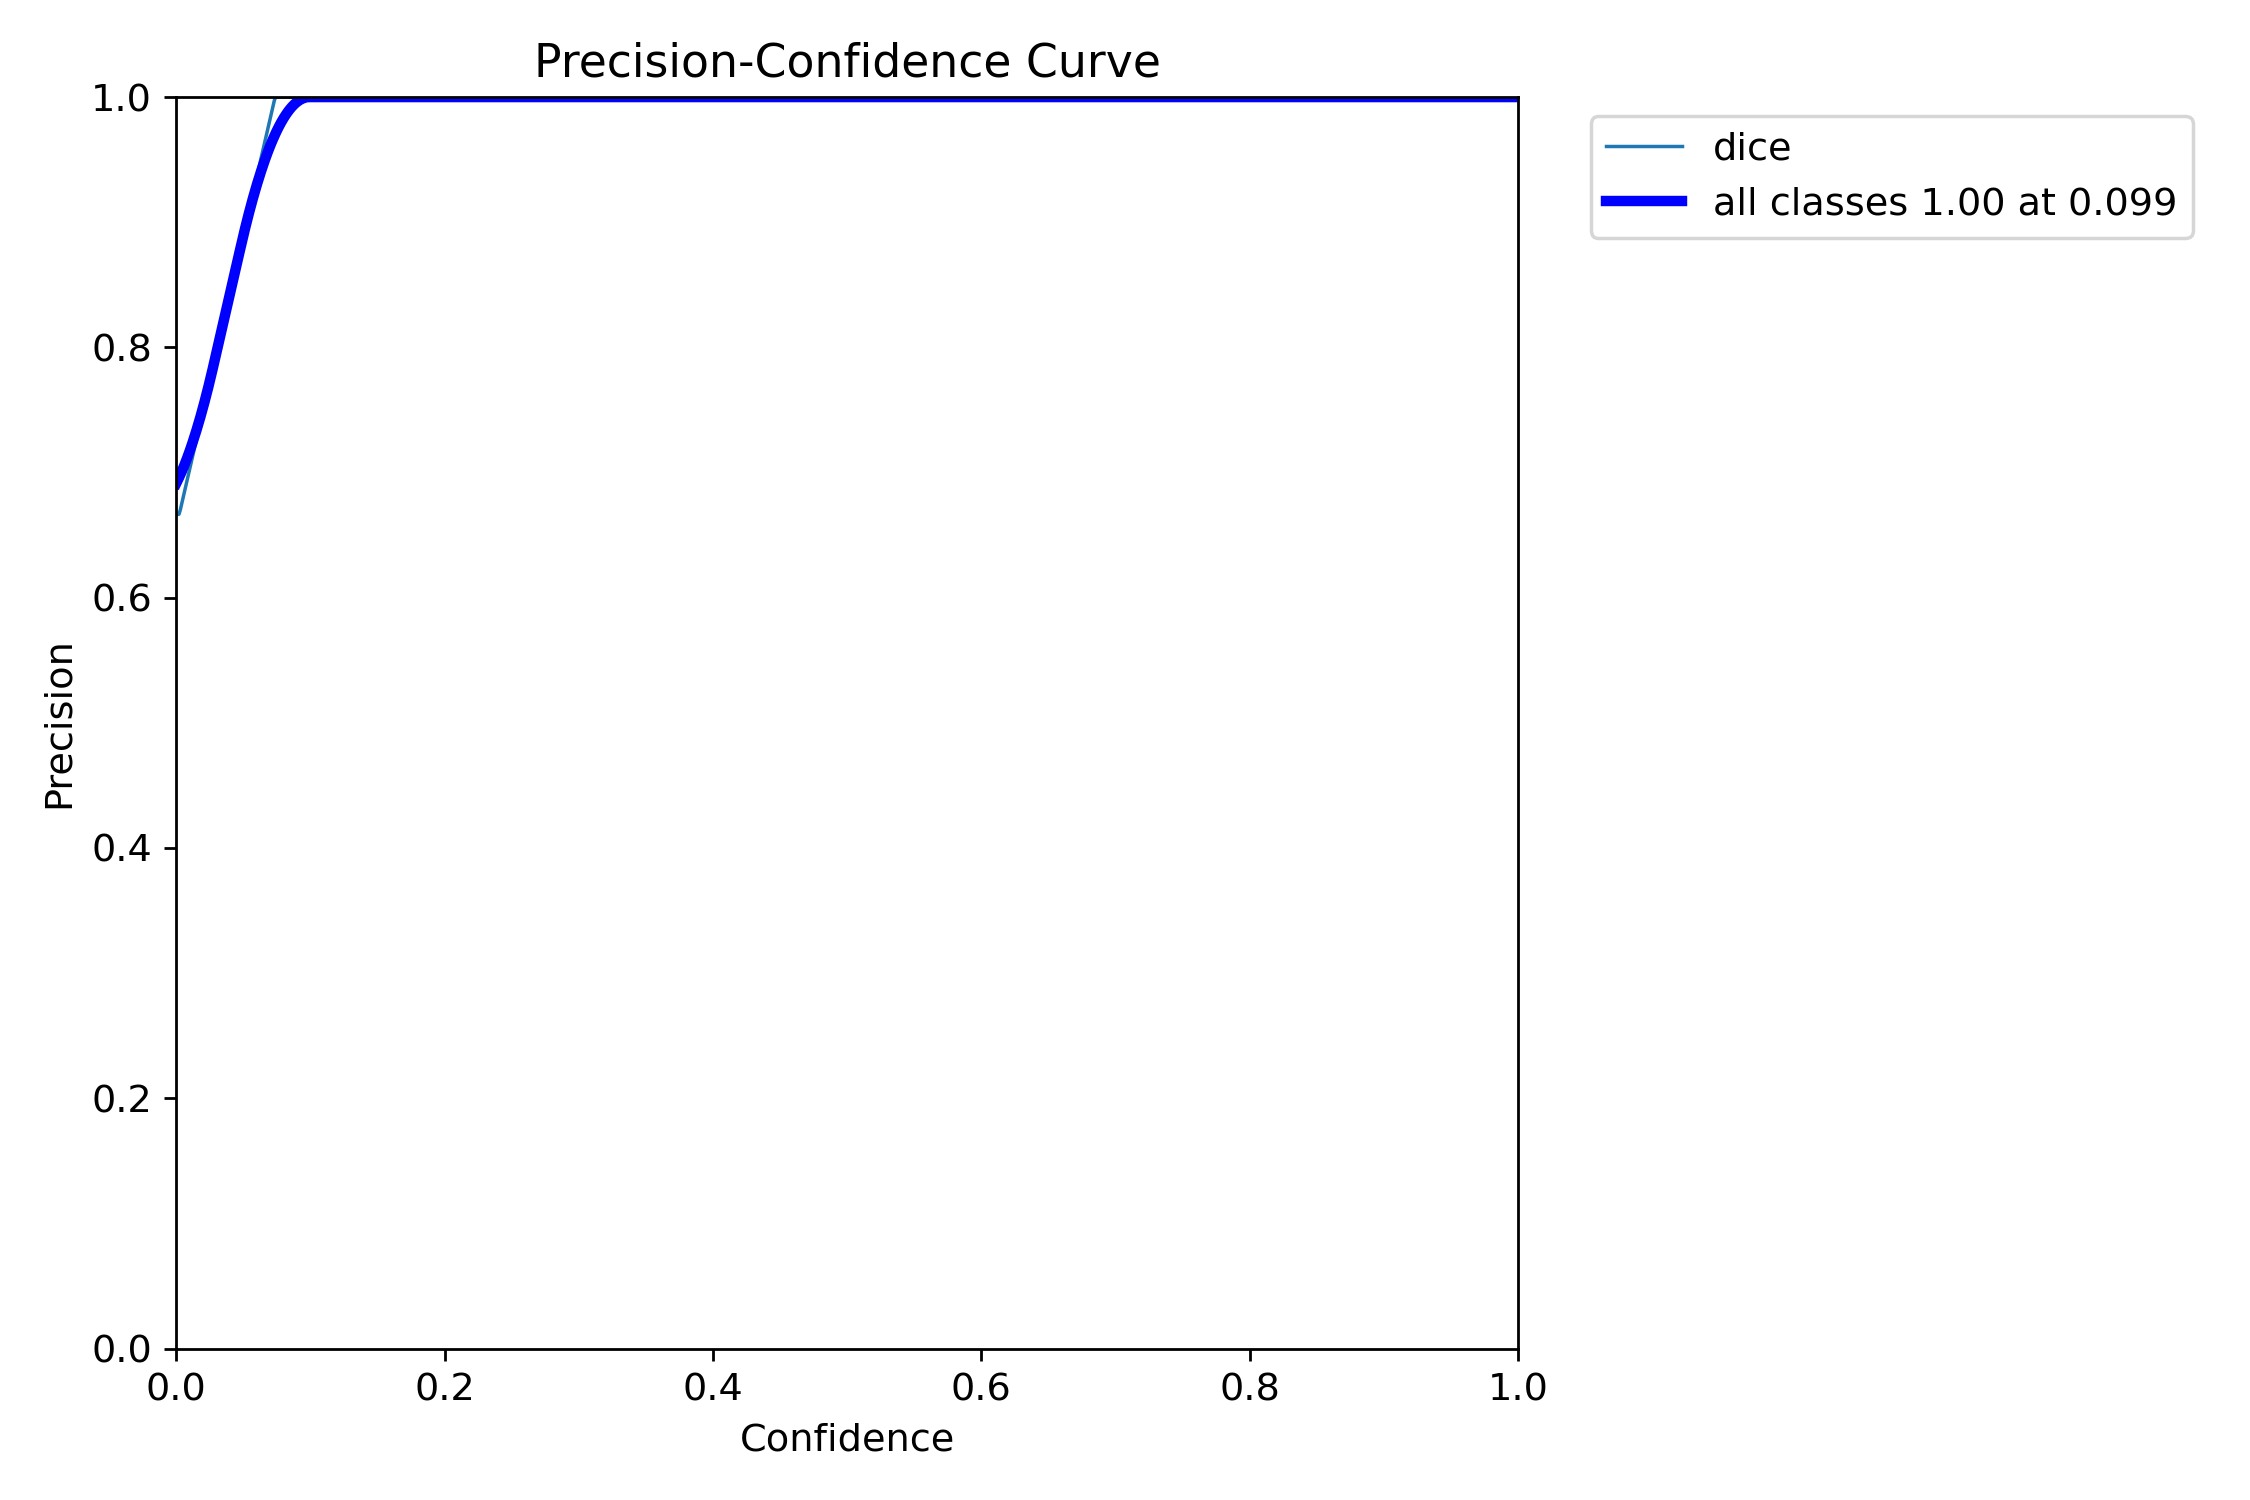 Precision-Confidence Curve
1.0
0.8
0.6
0.4
0.2
0.0
Precision
0.0 0.2 0.4 0.6 0.8 1.0
Confidence
dice
all classes 1.00 at 0.099